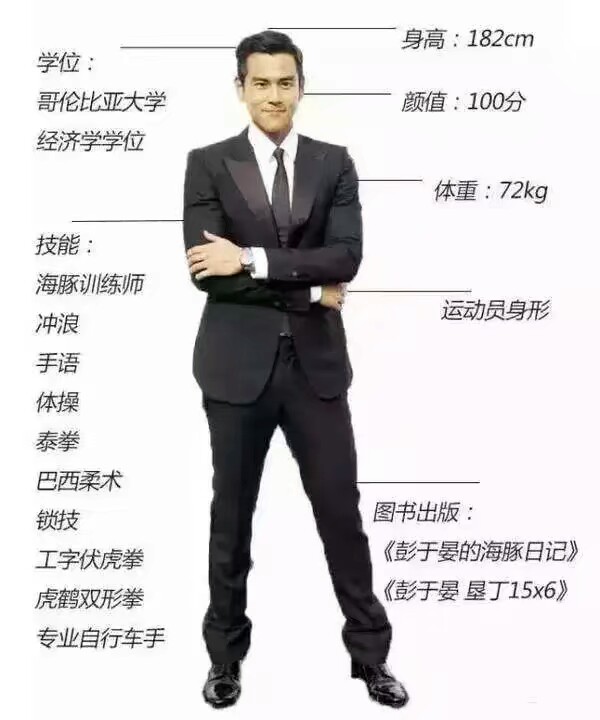 身高：182cm
学位：
哥伦比亚大学
经济学学位
颜值：100分
体重：72kg
技能：
海豚训练师
冲浪
手语
体操
泰拳
巴西柔术
锁技
工字伏虎拳
虎鹤双形拳
专业自行车手
运动员身形
图书出版：
《彭于晏的海豚日记》
《彭于晏 垦丁15x6》